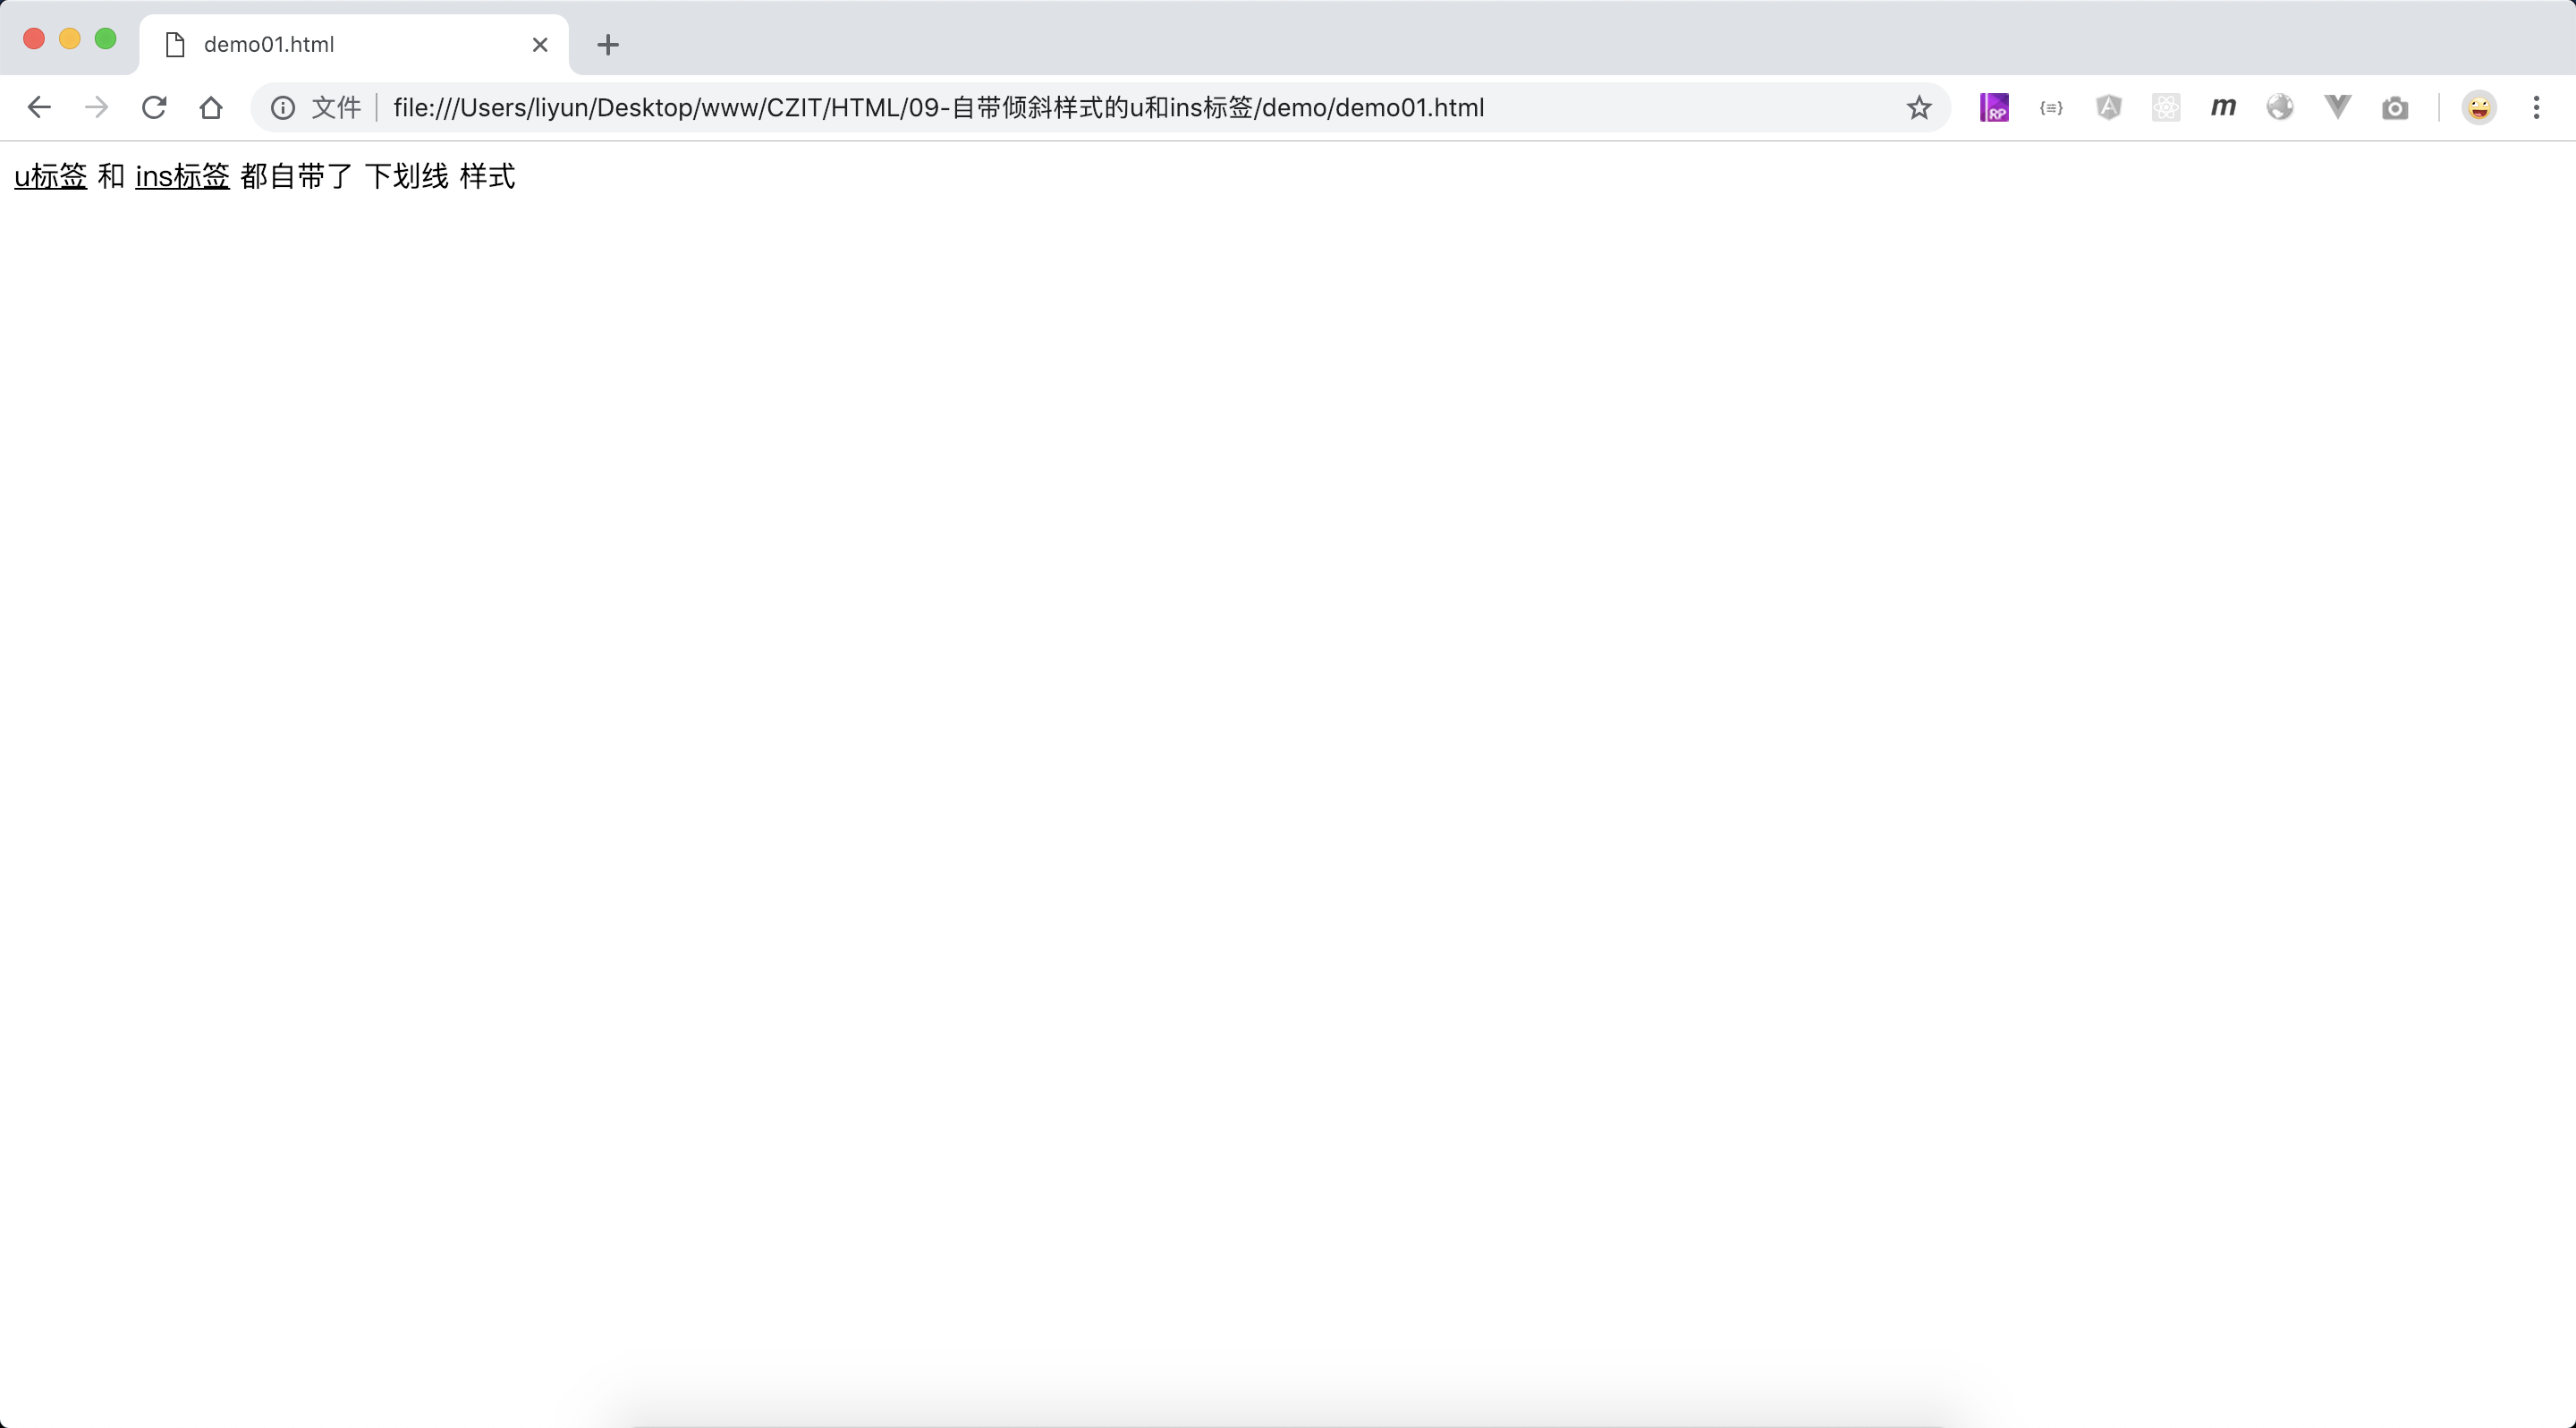 demo01.html
文件 file:///Users/liyun/Desktop/www/CZIT/HTML/09-自带倾斜样式的u和ins标签/demo/demo01.html
RP
{≡}
A
m
u标签 和 ins标签 都自带了 下划线 样式